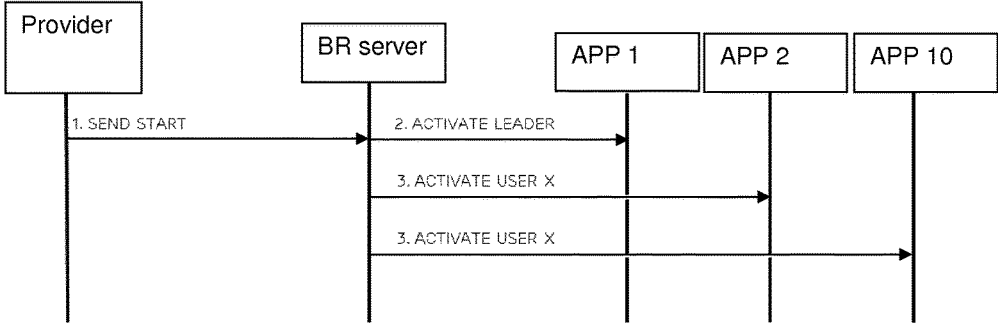 Provider
BR server
APP 1
APP 2
APP 10
1. SEND START
2. ACTIVATE LEADER
3. ACTIVATE USER X
3. ACTIVATE USER X